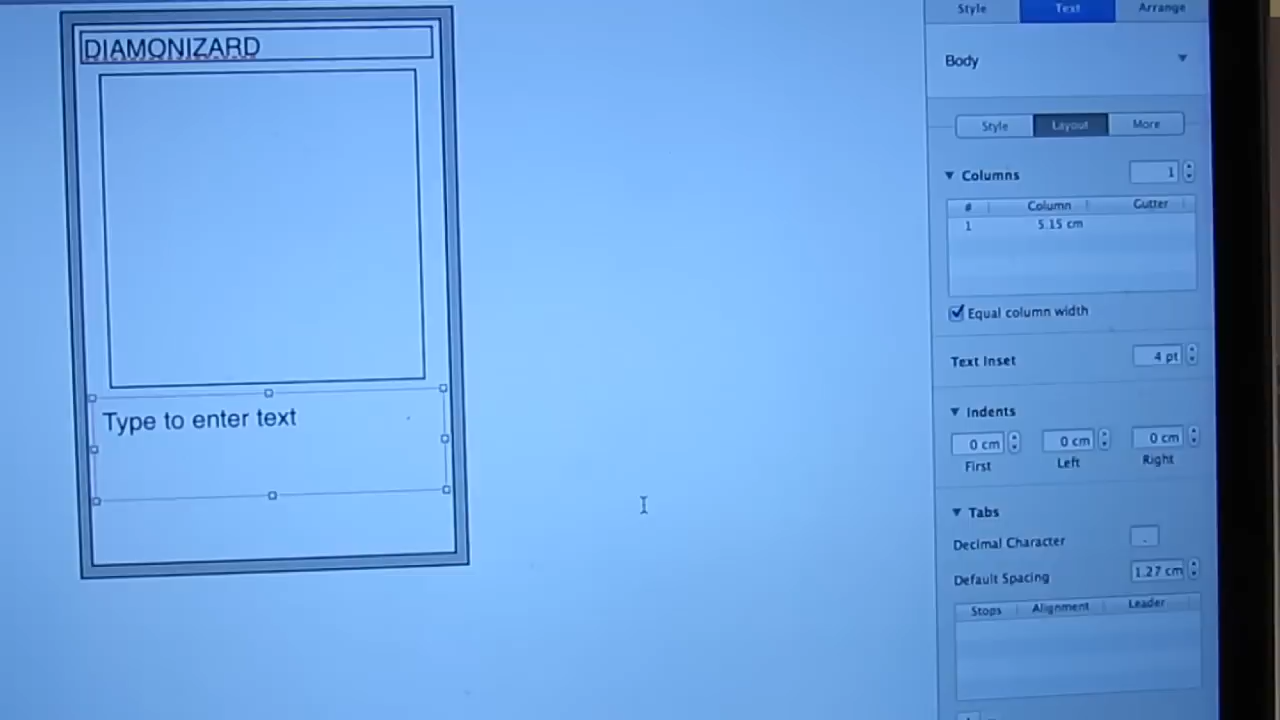 Style Text Arrange
DIAMONIZARD
Body
Style Layout More
Columns 1
# Column Gutter
1 5.15 cm
Equal column width
Text Inset 4 pt
Indents
Type to enter text
0 cm 0 cm 0 cm
First Left Right
Tabs
Decimal Character .
Default Spacing 1.27 cm
Stops Alignment Leader